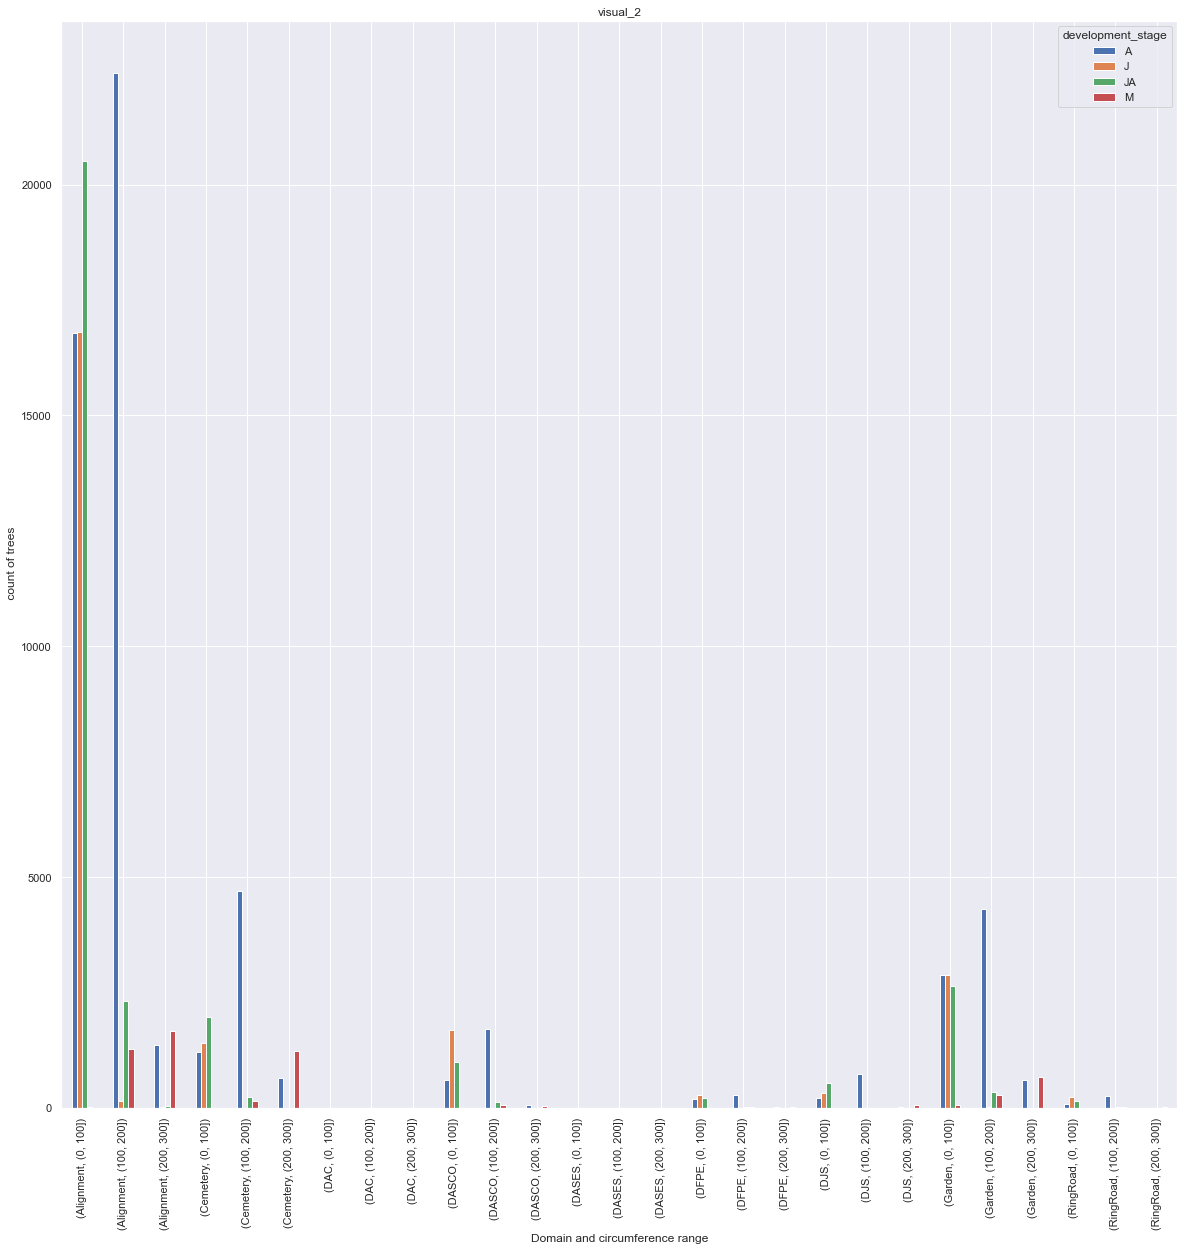 visual_2
development_stage
A
J
JA
M
20000
15000
10000
5000
0
count of trees
(Alignment, (0, 100])
(Alignment, (100, 200])
(Alignment, (200, 300])
(Cemetery, (0, 100])
(Cemetery, (100, 200])
(Cemetery, (200, 300])
(DAC, (0, 100])
(DAC, (100, 200])
(DAC, (200, 300])
(DASCO, (0, 100])
(DASCO, (100, 200])
(DASCO, (200, 300])
(DASES, (0, 100])
(DASES, (100, 200])
(DASES, (200, 300])
(DFPE, (0, 100])
(DFPE, (100, 200])
(DFPE, (200, 300])
(DJS, (0, 100])
(DJS, (100, 200])
(DJS, (200, 300])
(Garden, (0, 100])
(Garden, (100, 200])
(Garden, (200, 300])
(RingRoad, (0, 100])
(RingRoad, (100, 200])
(RingRoad, (200, 300])
Domain and circumference range